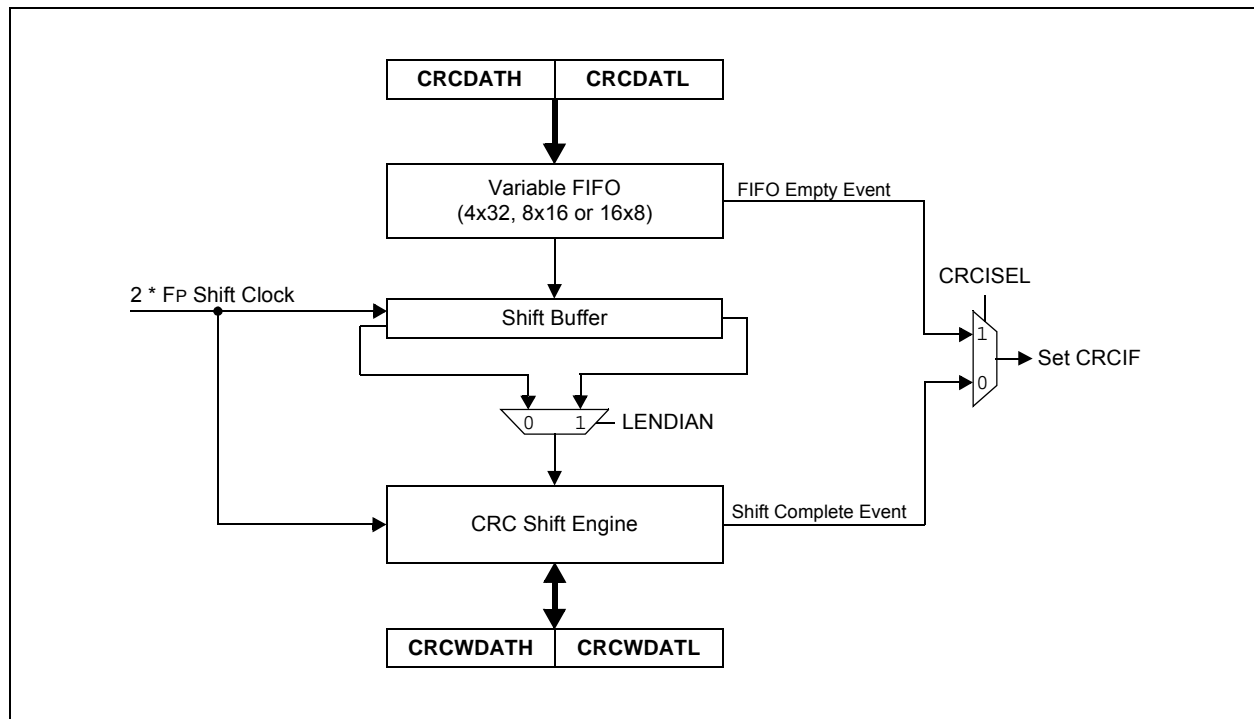 CRCDATH CRCDATL
Variable FIFO
(4x32, 8x16 or 16x8)
FIFO Empty Event
CRCISEL
2 * FP Shift Clock
Shift Buffer
1
Set CRCIF
0
0 1
LENDIAN
CRC Shift Engine
Shift Complete Event
CRCWDATH CRCWDATL